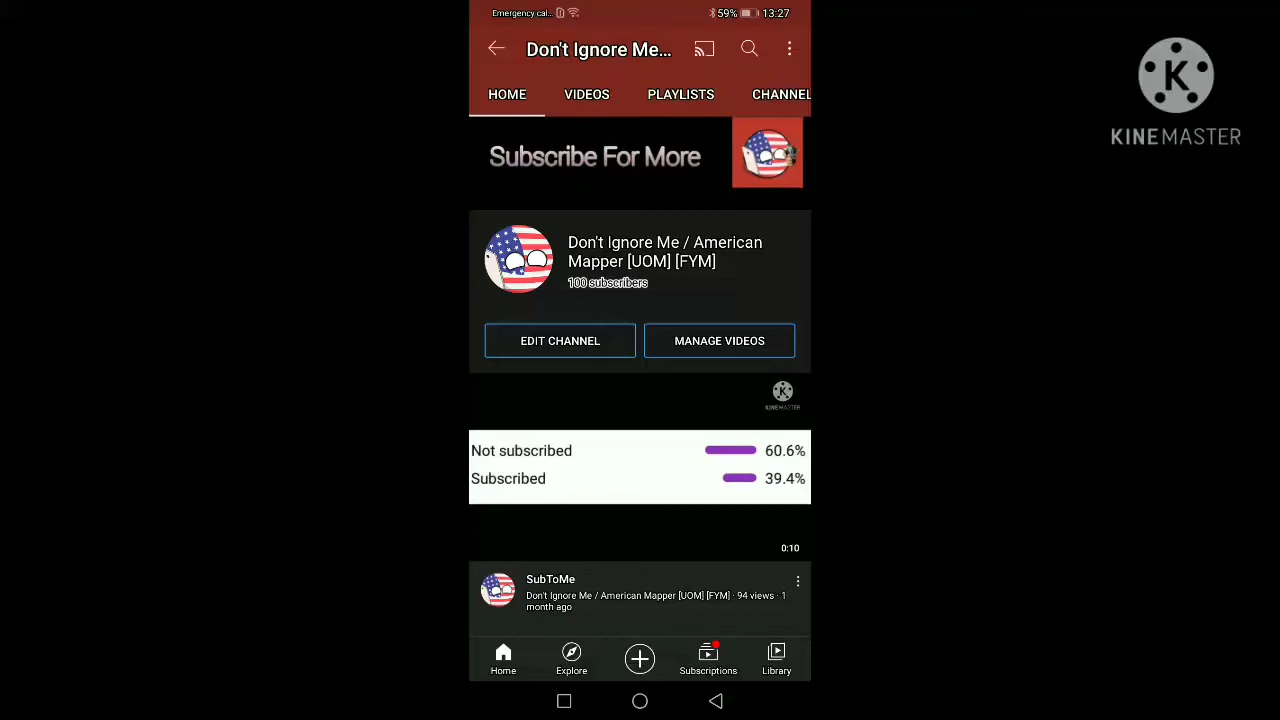 Emergency cal... 59% 13:27
Don't Ignore Me...
HOME VIDEOS PLAYLISTS CHANNEL
K
KINEMASTER
Subscribe For More
Don't Ignore Me / American
Mapper [UOM] [FYM]
100 subscribers
EDIT CHANNEL MANAGE VIDEOS
K
KINEMASTER
Not subscribed 60.6%
Subscribed 39.4%
0:10
SubToMe
Don't Ignore Me / American Mapper [UOM] [FYM] · 94 views · 1
month ago
Home Explore Subscriptions Library